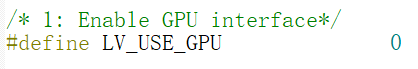 /* 1: Enable GPU interface*/
#define LV_USE_GPU 0